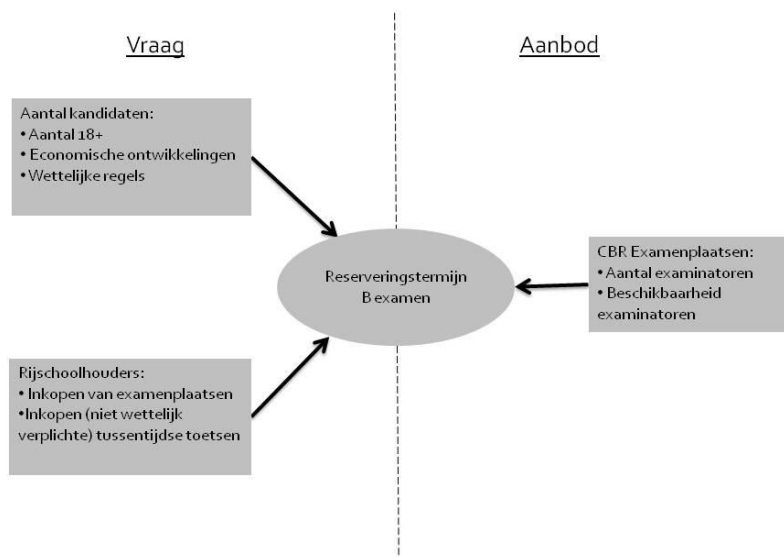 Vraag
Aanbod
Aantal kandidaten:
• Aantal 18+
• Economische ontwikkelingen
• Wettelijke regels
Reserveringstermijn
B examen
CBR Examenplaatsen:
• Aantal examinatoren
• Beschikbaarheid
examinatoren
Rijschoolhouders:
• Inkopen van examenplaatsen
•Inkopen (niet wettelijk
verplichte) tussentijdse toetsen